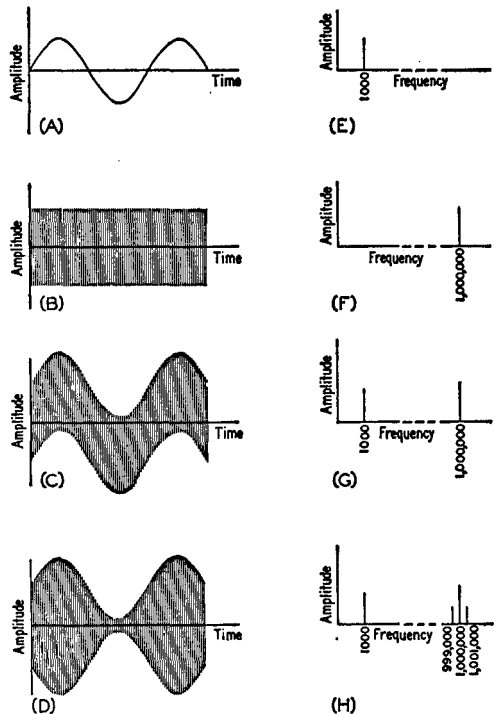 Amplitude
Time
(A)
Amplitude
1000
Frequency
(E)
Amplitude
Time
(B)
Amplitude
Frequency
1,000,000
(F)
Amplitude
Time
(C)
Amplitude
1000
Frequency
1,000,000
(G)
Amplitude
Time
(D)
Amplitude
1000
Frequency
999,000
1,000,000
1,001,000
(H)